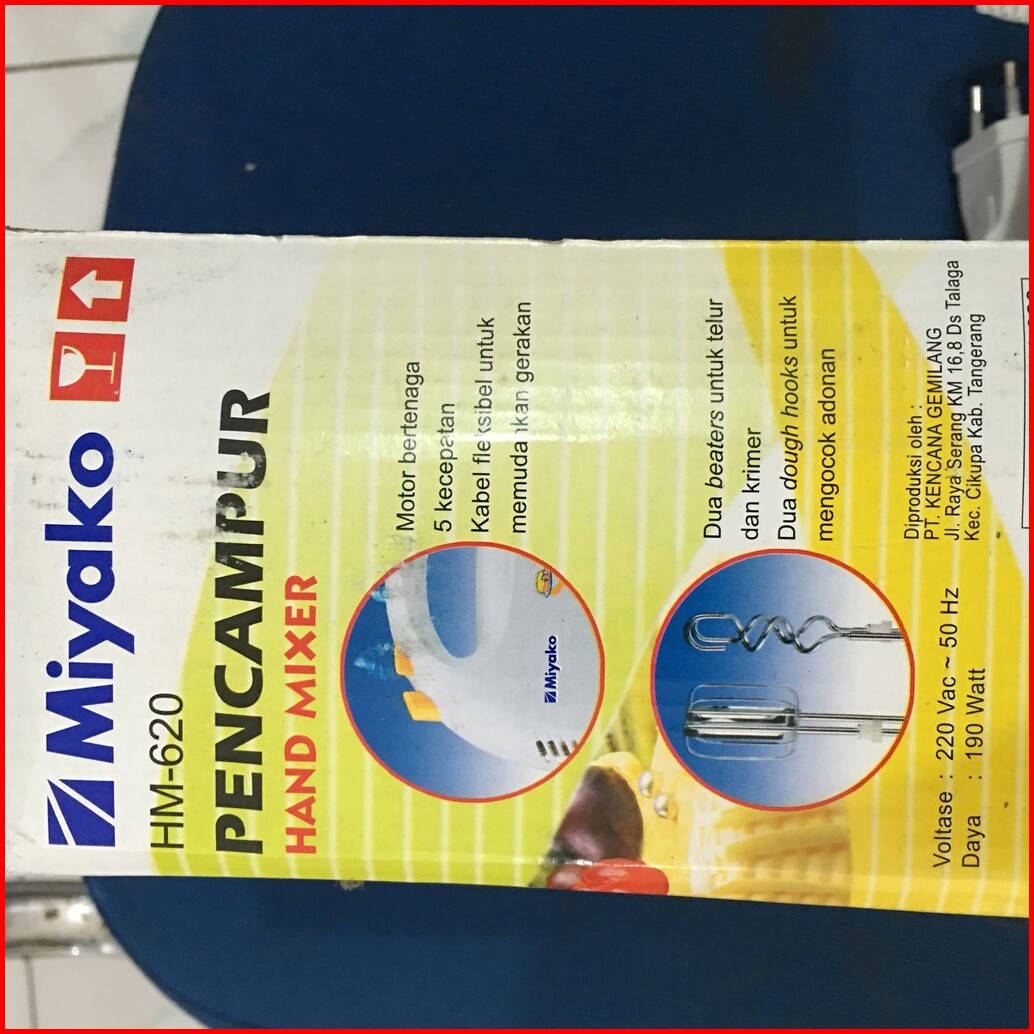 Miyako
HM-620
PENCAMPUR
HAND MIXER
Motor bertenaga
5 kecepatan
Kabel fleksibel untuk
memudahkan gerakan
Miyako
Dua beaters untuk telur
dan krimer
Dua dough hooks untuk
mengocok adonan
Diproduksi oleh :
PT. KENCANA GEMILANG
Jl. Raya Serang KM 16,8 Ds Talaga
Kec. Cikupa Kab. Tangerang
Voltase : 220 Vac ~ 50 Hz
Daya : 190 Watt